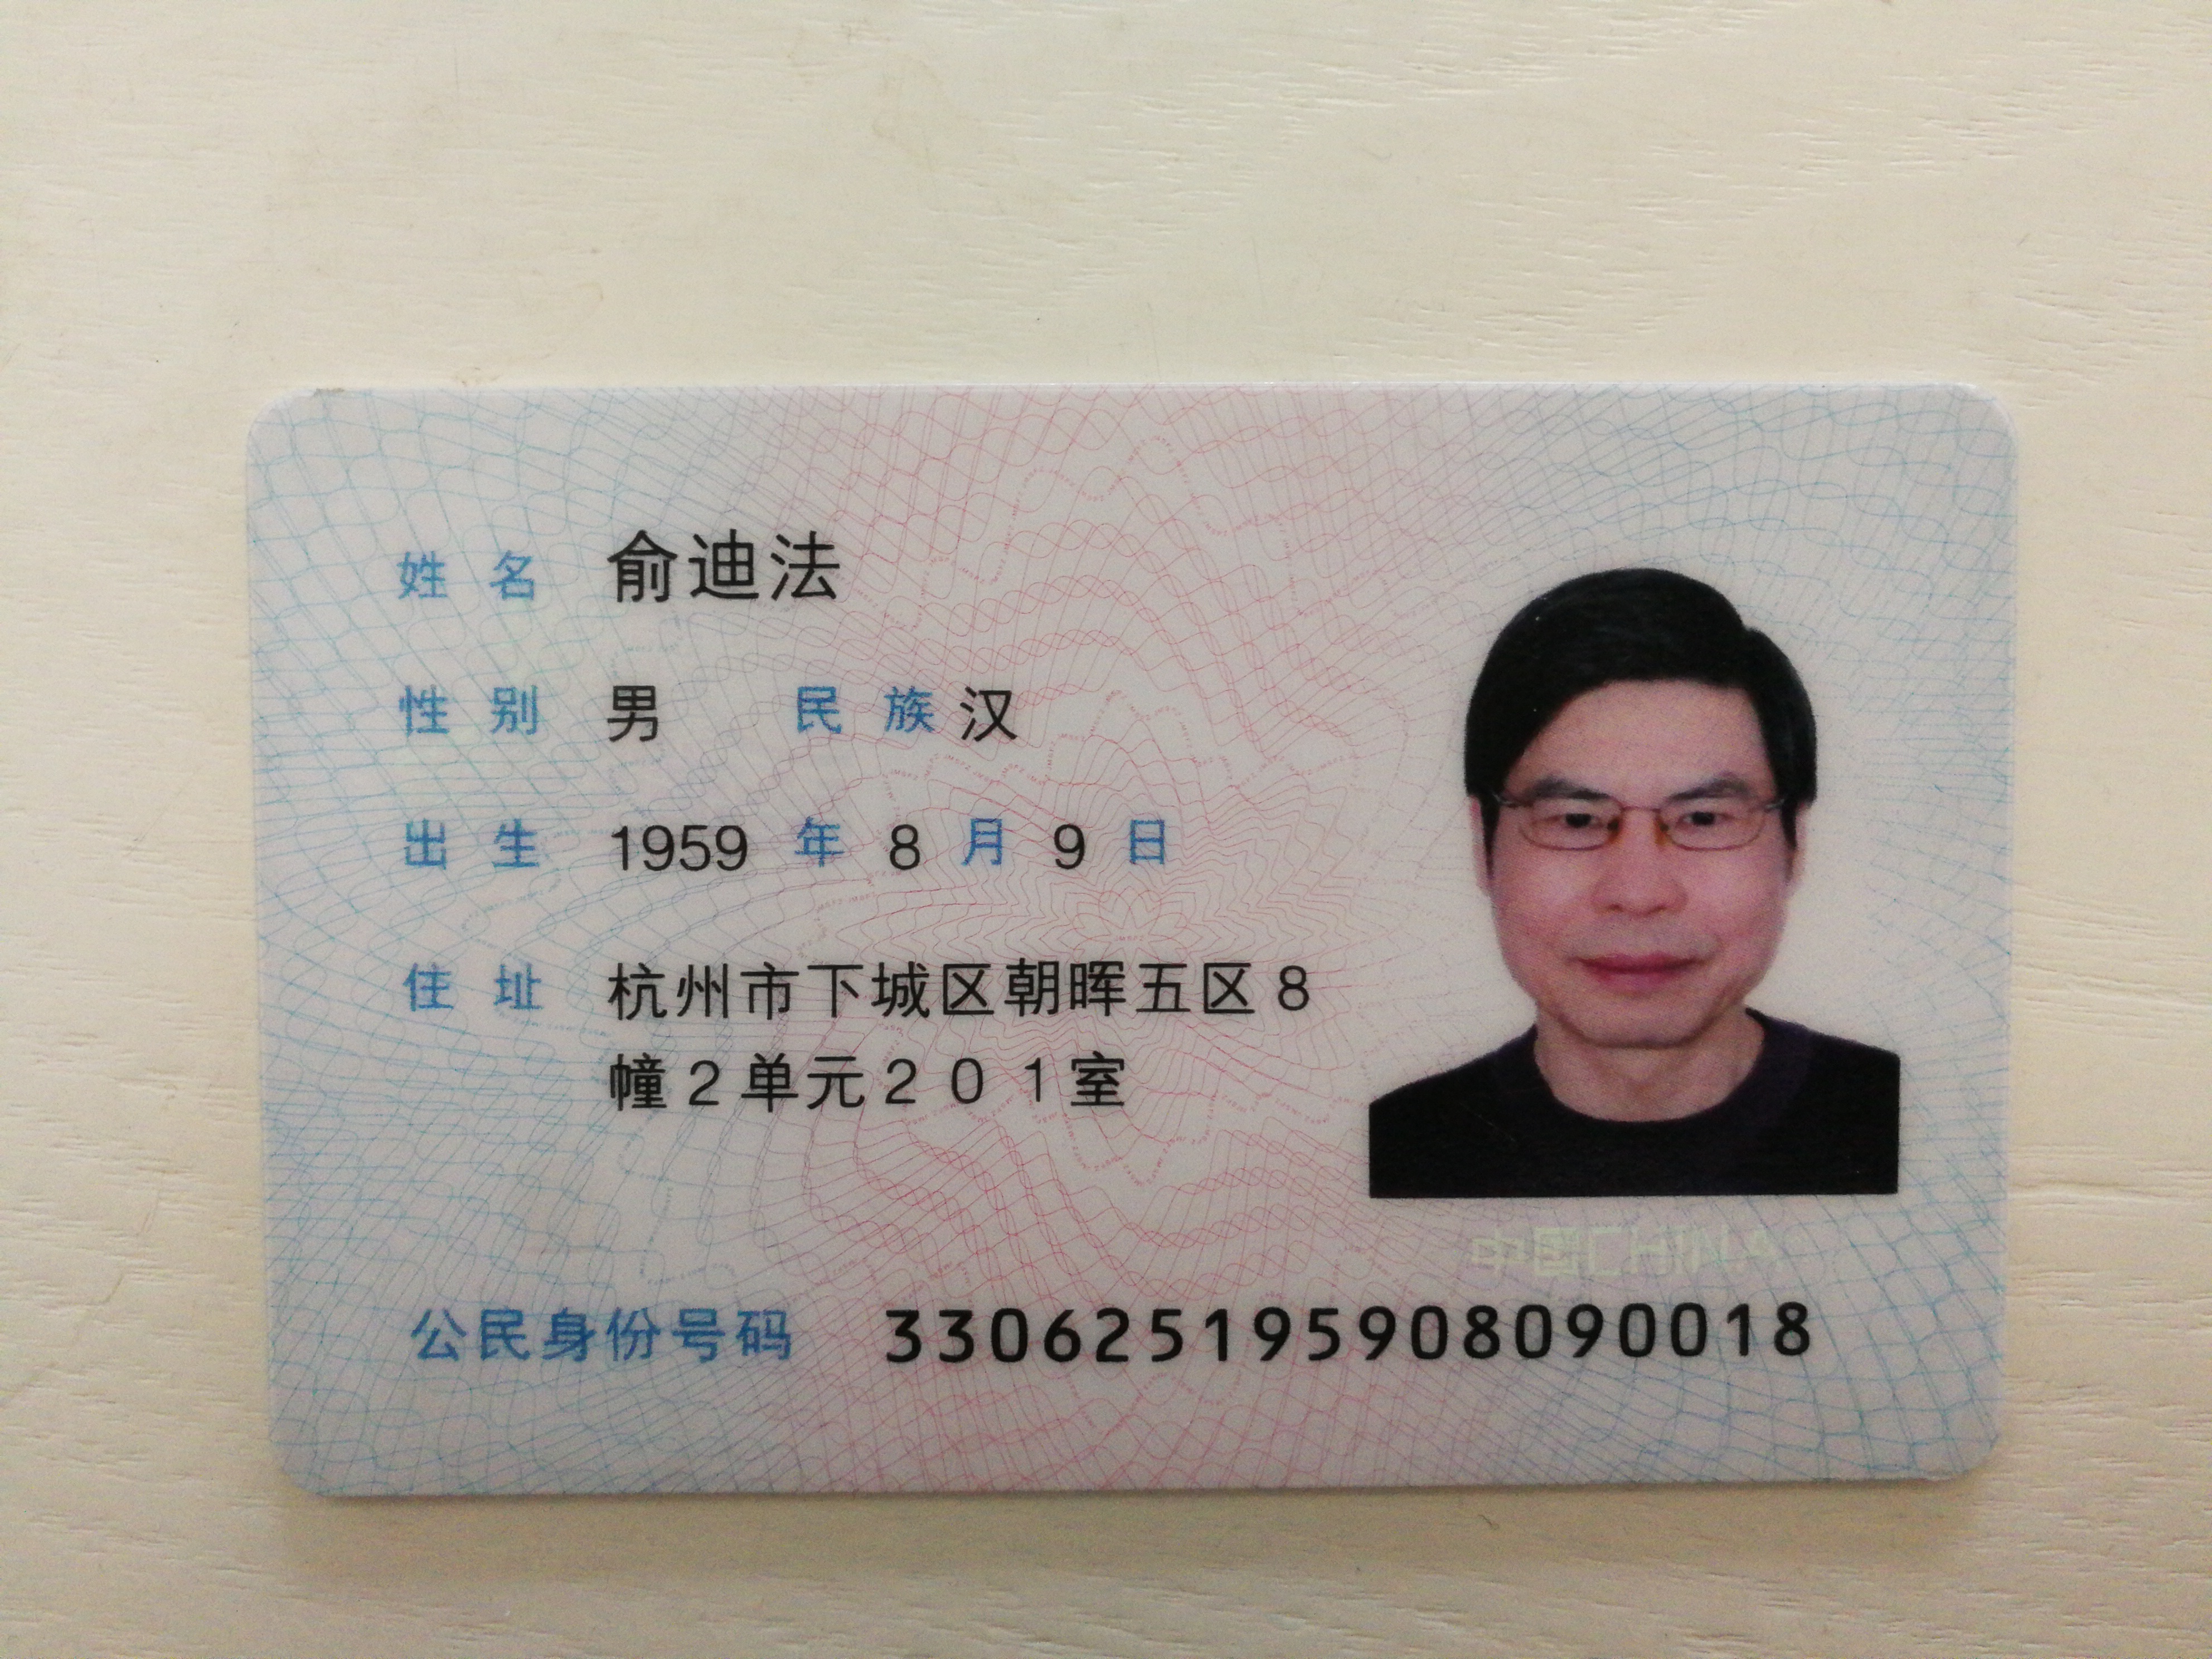 姓名 俞迪法
性别 男 民族 汉
出生 1959 年 8 月 9 日
住址 杭州市下城区朝晖五区8
幢2单元201室
中国CHINA
公民身份号码 330625195908090018